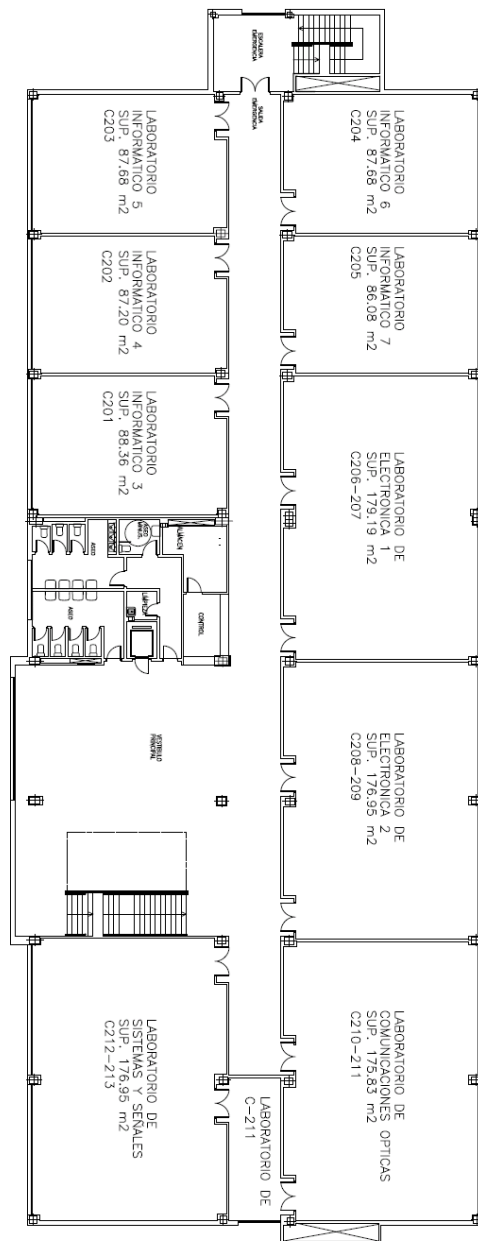 ESCALERA
EMERGENCIA
SALIDA
EMERGENCIA
LABORATORIO
INFORMATICO 5
SUP. 87.68 m2
C203
LABORATORIO
INFORMATICO 6
SUP. 87.68 m2
C204
LABORATORIO
INFORMATICO 4
SUP. 87.20 m2
C202
LABORATORIO
INFORMATICO 7
SUP. 86.08 m2
C205
LABORATORIO
INFORMATICO 3
SUP. 88.36 m2
C201
LABORATORIO DE
ELECTRONICA 1
SUP. 179.19 m2
C206-207
ASEO
ASEO
MINUS.
ALMACEN
ASEO
LIMPIEZA
CONTROL
VESTIBULO
PRINCIPAL
LABORATORIO DE
ELECTRONICA 2
SUP. 176.95 m2
C208-209
LABORATORIO DE
SISTEMAS Y SEÑALES
SUP. 176.95 m2
C212-213
LABORATORIO DE
C-211
LABORATORIO DE
COMUNICACIONES OPTICAS
SUP. 175.83 m2
C210-211